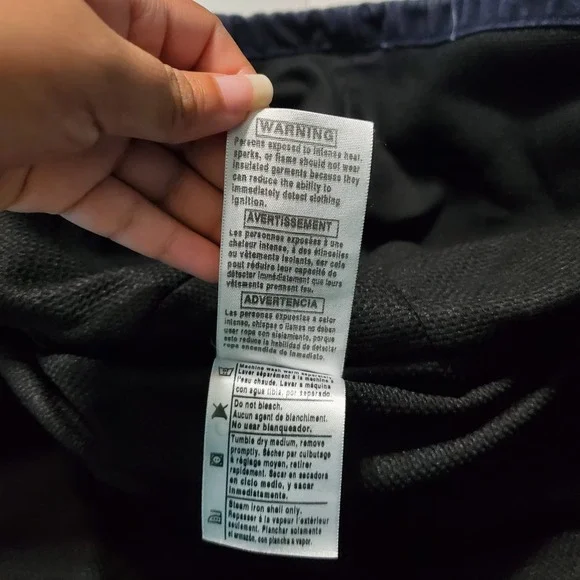 WARNING
Persons exposed to intense heat,
sparks, or flame should not wear
insulated garments because they
can reduce the ability to
immediately detect clothing
ignition.
AVERTISSEMENT
Les personnes exposées à une
chaleur intense, à des étincelles
ou vêtements isolants, car cela
peut réduire leur capacité de
détecter immédiatement que leurs
vêtements prennent feu.
ADVERTENCIA
Las personas expuestas a calor
intenso, chispas o llamas no deben
usar ropa con aislamiento, porque
esto reduce la habilidad de detectar
ropa encendida de inmediato.
Machine wash warm separately.
Laver séparément à la machine à
l'eau chaude. Lavar a máquina
con agua tibia, por separado.
Do not bleach.
Aucun agent de blanchiment.
No usar blanqueador.
Tumble dry medium, remove
promptly. Sécher par culbutage
à réglage moyen, retirer
rapidement. Secar en secadora
en ciclo medio, y sacar
inmediatamente.
Steam iron shell only.
Repasser à la vapeur l'extérieur
seulement. Planchar solamente
el armazón, con plancha a vapor.